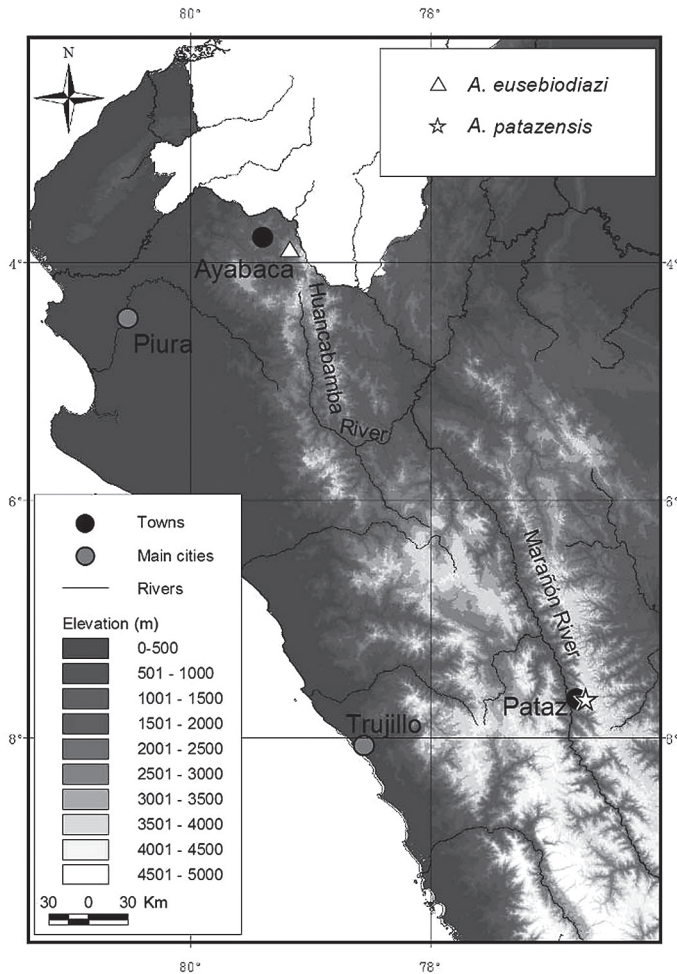 80°
78°
N
A. eusebiodiazi
A. patazensis
Ayabaca
4°
4°
Huancabamba
River
Piura
6°
6°
Marañón River
Pataz
Trujillo
8°
8°
Towns
Main cities
Rivers
Elevation (m)
0-500
501 - 1000
1001 - 1500
1501 - 2000
2001 - 2500
2501 - 3000
3001 - 3500
3501 - 4000
4001 - 4500
4501 - 5000
30 0 30 Km
80°
78°